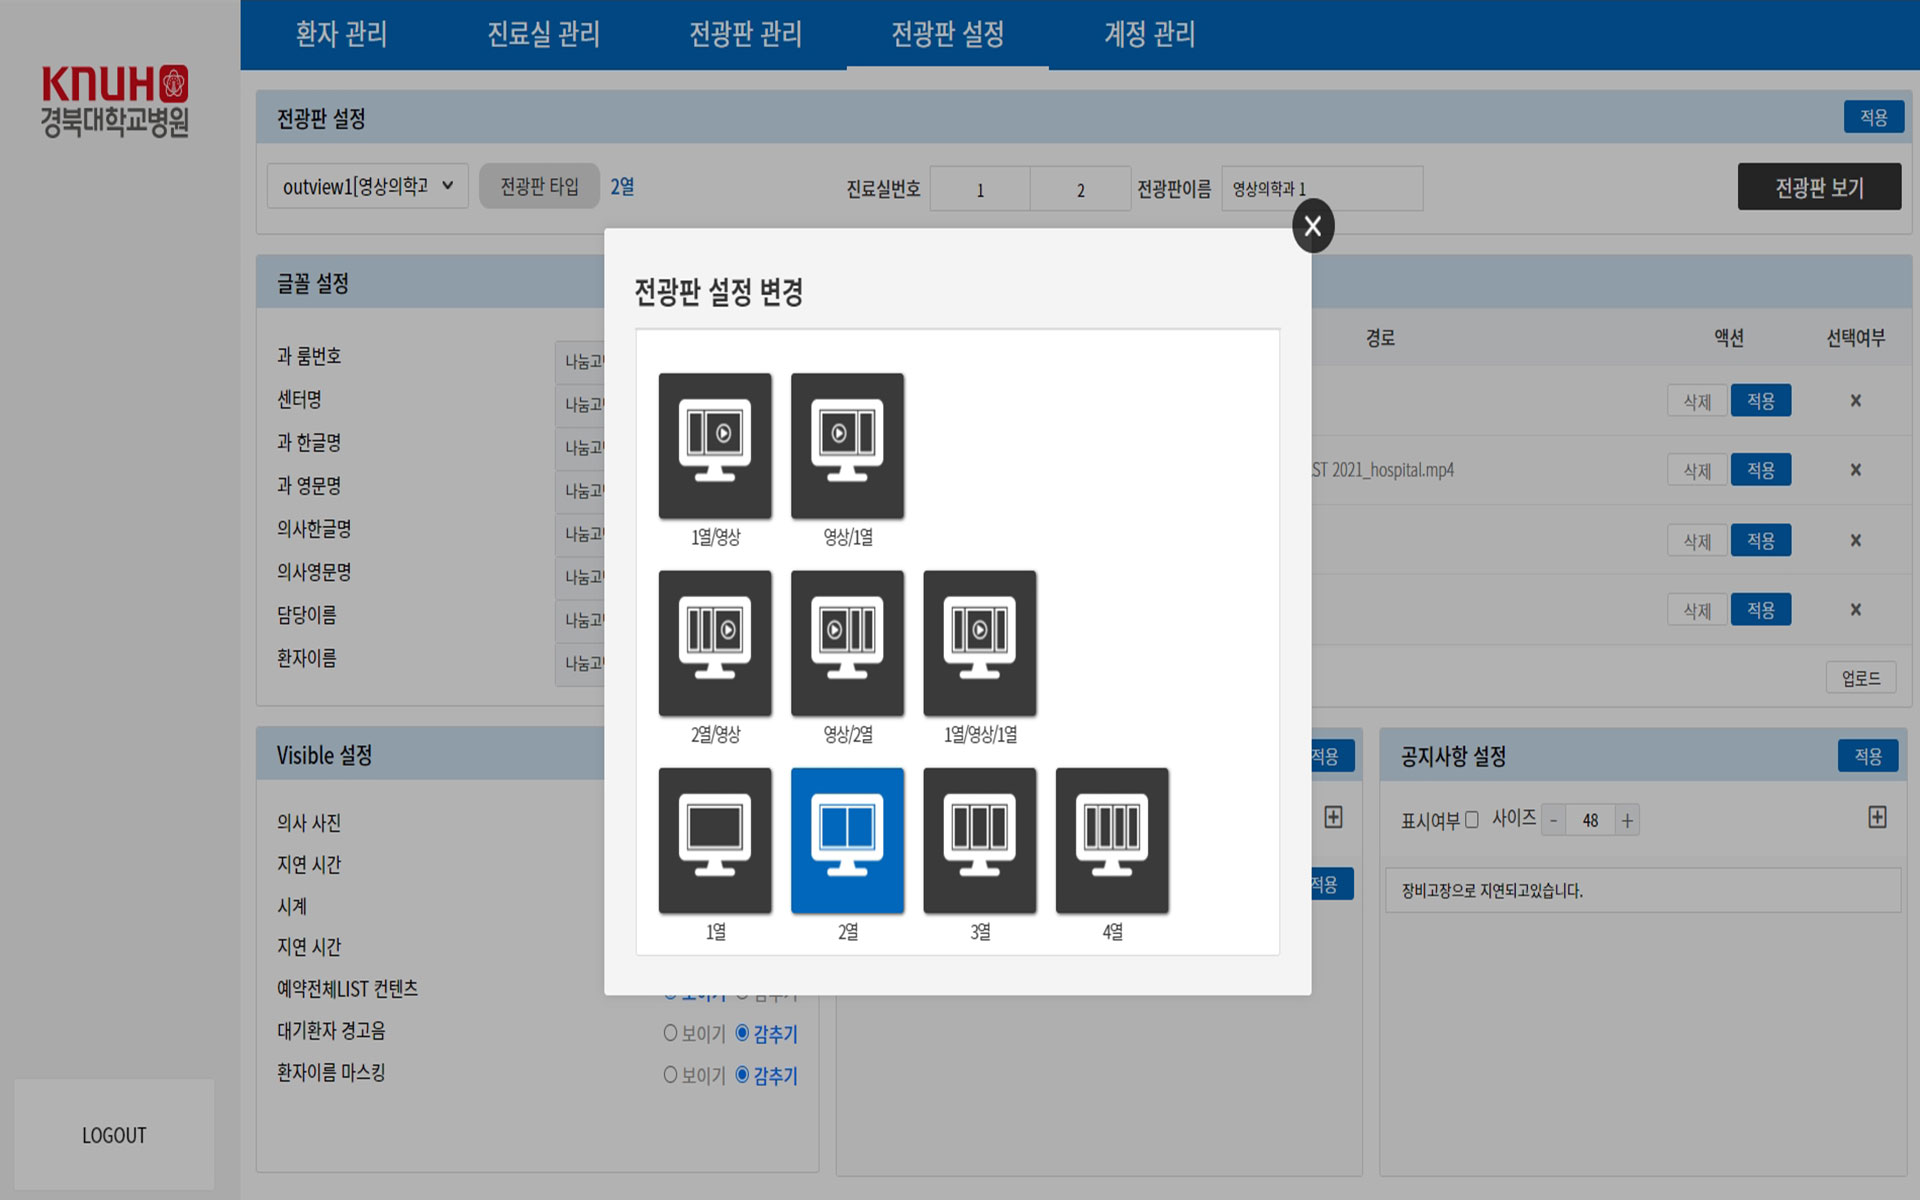 KNUH
경북대학교병원
환자 관리
진료실 관리
전광판 관리
전광판 설정
계정 관리
전광판 설정
적용
outview1[영상의학고
전광판 타입
2열
진료실번호
1
2
전광판이름
영상의학과 1
전광판 보기
글꼴 설정
과 룸번호
센터명
과 한글명
과 영문명
의사한글명
의사영문명
담당이름
환자이름
나눔고
나눔고
나눔고
나눔고
나눔고
나눔고
나눔고
나눔고
경로
액션
선택여부
삭제
적용
x
ST 2021_hospital.mp4
삭제
적용
x
삭제
적용
x
삭제
적용
x
업로드
X
전광판 설정 변경
1열/영상
영상/1열
2열/영상
영상/2열
1열/영상/1열
1열
2열
3열
4열
Visible 설정
의사 사진
지연 시간
시계
지연 시간
예약전체LIST 컨텐츠
보이기
감추기
대기환자 경고음
보이기
감추기
환자이름 마스킹
보이기
감추기
적용
적용
공지사항 설정
적용
표시여부
사이즈
-
48
+
장비고장으로 지연되고있습니다.
LOGOUT